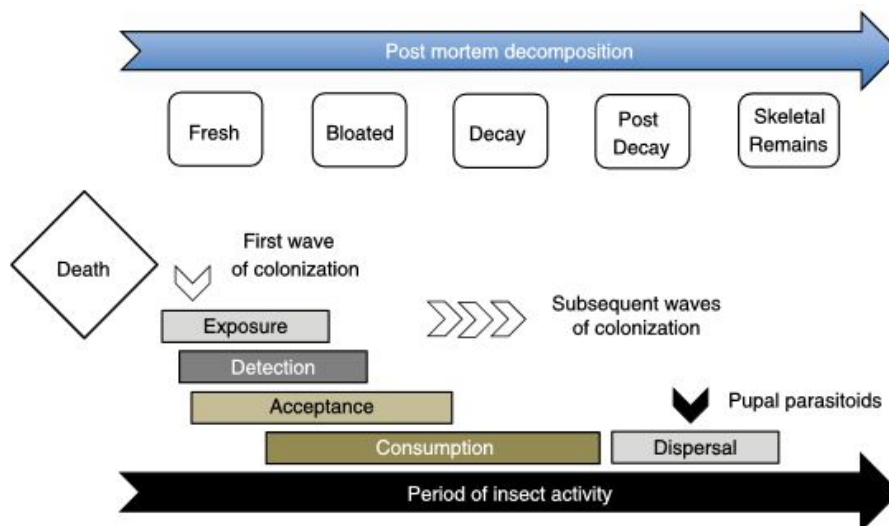 Post mortem decomposition
Fresh
Bloated
Decay
Post
Decay
Skeletal
Remains
Death
First wave
of colonization
Exposure
Subsequent waves
of colonization
Detection
Acceptance
Pupal parasitoids
Consumption
Dispersal
Period of insect activity